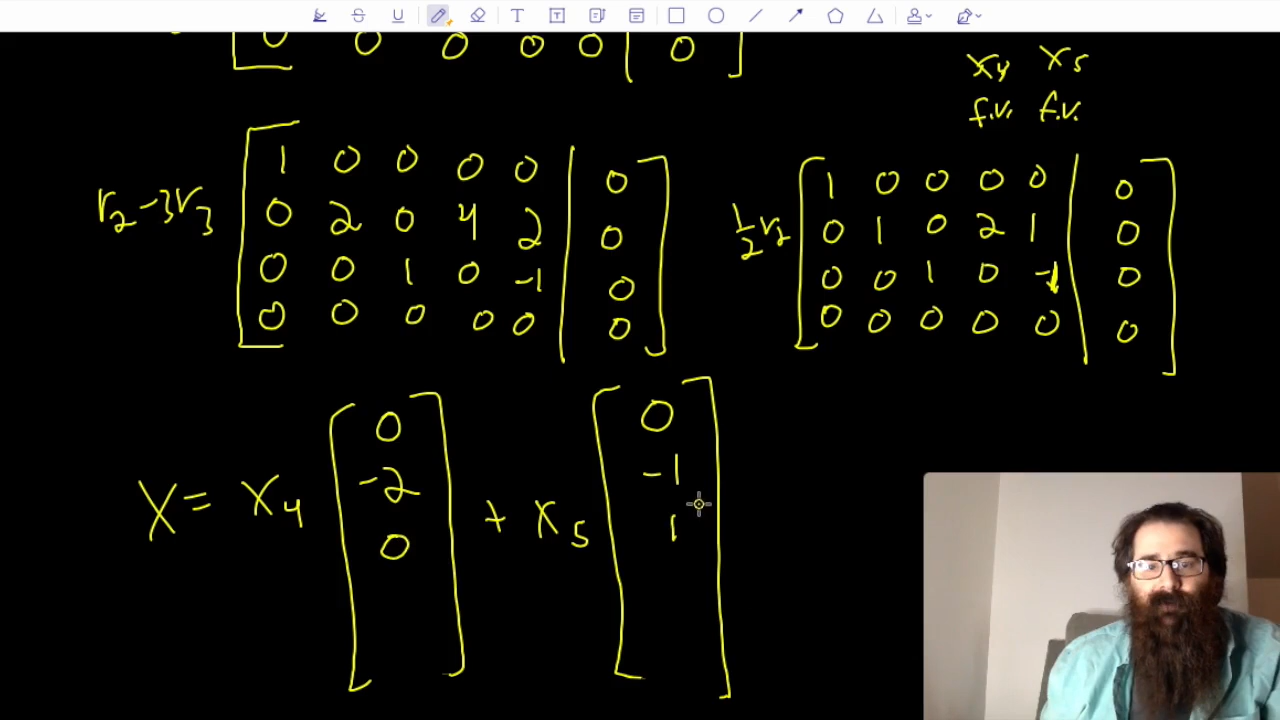 0 0 0 0 0 | 0
x₄ x₅
f.v. f.v.
r₂ -3r₃
1 0 0 0 0 | 0
0 2 0 4 2 | 0
0 0 1 0 -1 | 0
0 0 0 0 0 | 0
½r₂
1 0 0 0 0 | 0
0 1 0 2 1 | 0
0 0 1 0 -1 | 0
0 0 0 0 0 | 0
X = X₄ [0 -2 0] + X₅ [0 -1 1]